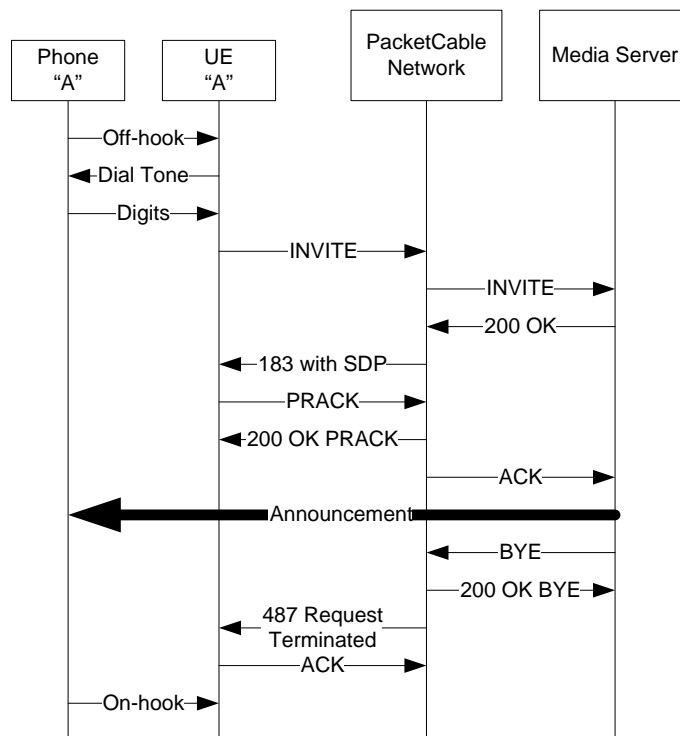 Phone
“A”
UE
“A”
PacketCable
Network
Media Server
Off-hook
Dial Tone
Digits
INVITE
INVITE
200 OK
183 with SDP
PRACK
200 OK PRACK
ACK
Announcement
BYE
200 OK BYE
487 Request
Terminated
ACK
On-hook